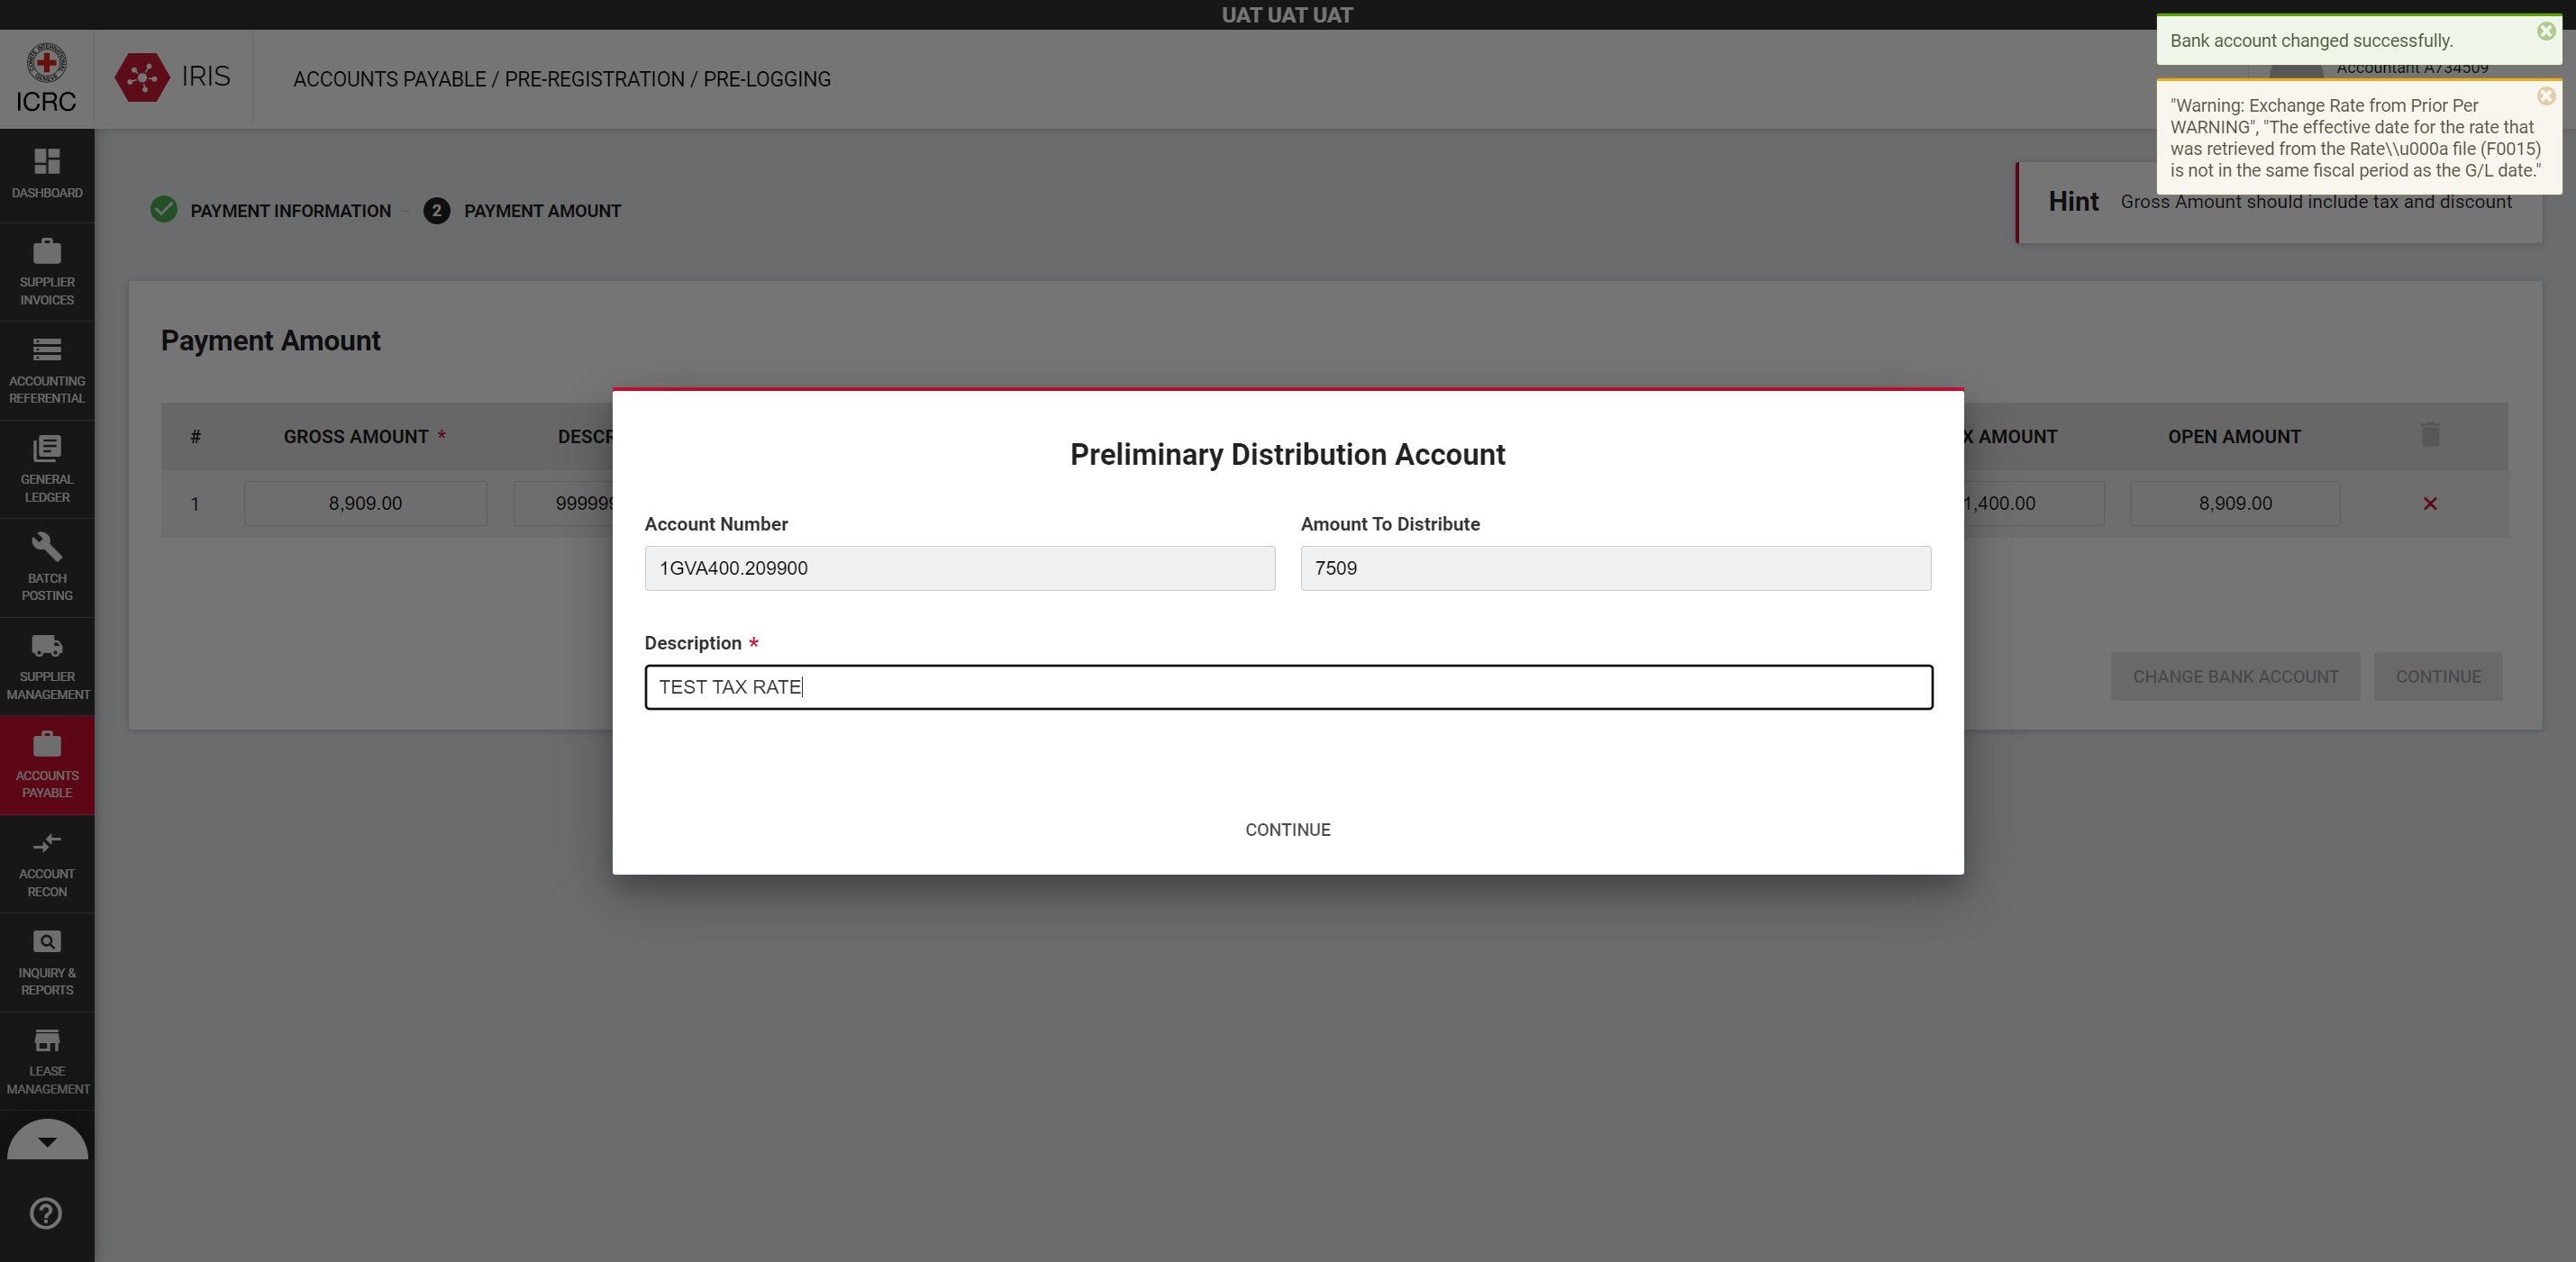 UAT UAT UAT
ICRC
IRIS
ACCOUNTS PAYABLE / PRE-REGISTRATION / PRE-LOGGING
Accountant A734509
Bank account changed successfully.
"Warning: Exchange Rate from Prior Per
WARNING", "The effective date for the rate that
was retrieved from the Rate\\u000a file (F0015)
is not in the same fiscal period as the G/L date."
DASHBOARD
SUPPLIER
INVOICES
ACCOUNTING
REFERENTIAL
GENERAL
LEDGER
BATCH
POSTING
SUPPLIER
MANAGEMENT
ACCOUNTS
PAYABLE
ACCOUNT
RECON
INQUIRY &
REPORTS
LEASE
MANAGEMENT
PAYMENT INFORMATION
2 PAYMENT AMOUNT
Hint Gross Amount should include tax and discount
Payment Amount
# GROSS AMOUNT * DESCR X AMOUNT OPEN AMOUNT
1 8,909.00 999999 1,400.00 8,909.00
Preliminary Distribution Account
Account Number Amount To Distribute
1GVA400.209900 7509
Description *
TEST TAX RATE
CONTINUE
CHANGE BANK ACCOUNT CONTINUE